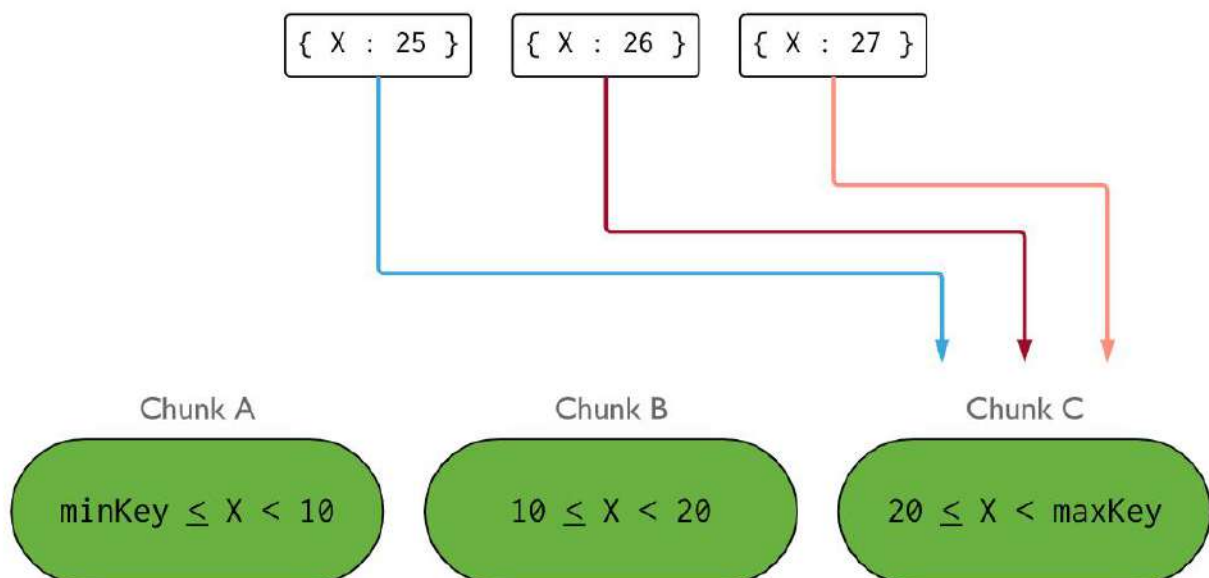 { X : 25 } { X : 26 } { X : 27 }
Chunk A Chunk B Chunk C
minKey ≤ X < 10 10 ≤ X < 20 20 ≤ X < maxKey